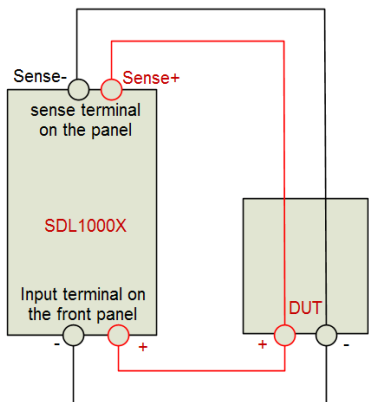 Sense-
Sense+
sense terminal
on the panel
SDL1000X
Input terminal on
the front panel
DUT
-
+
+
-